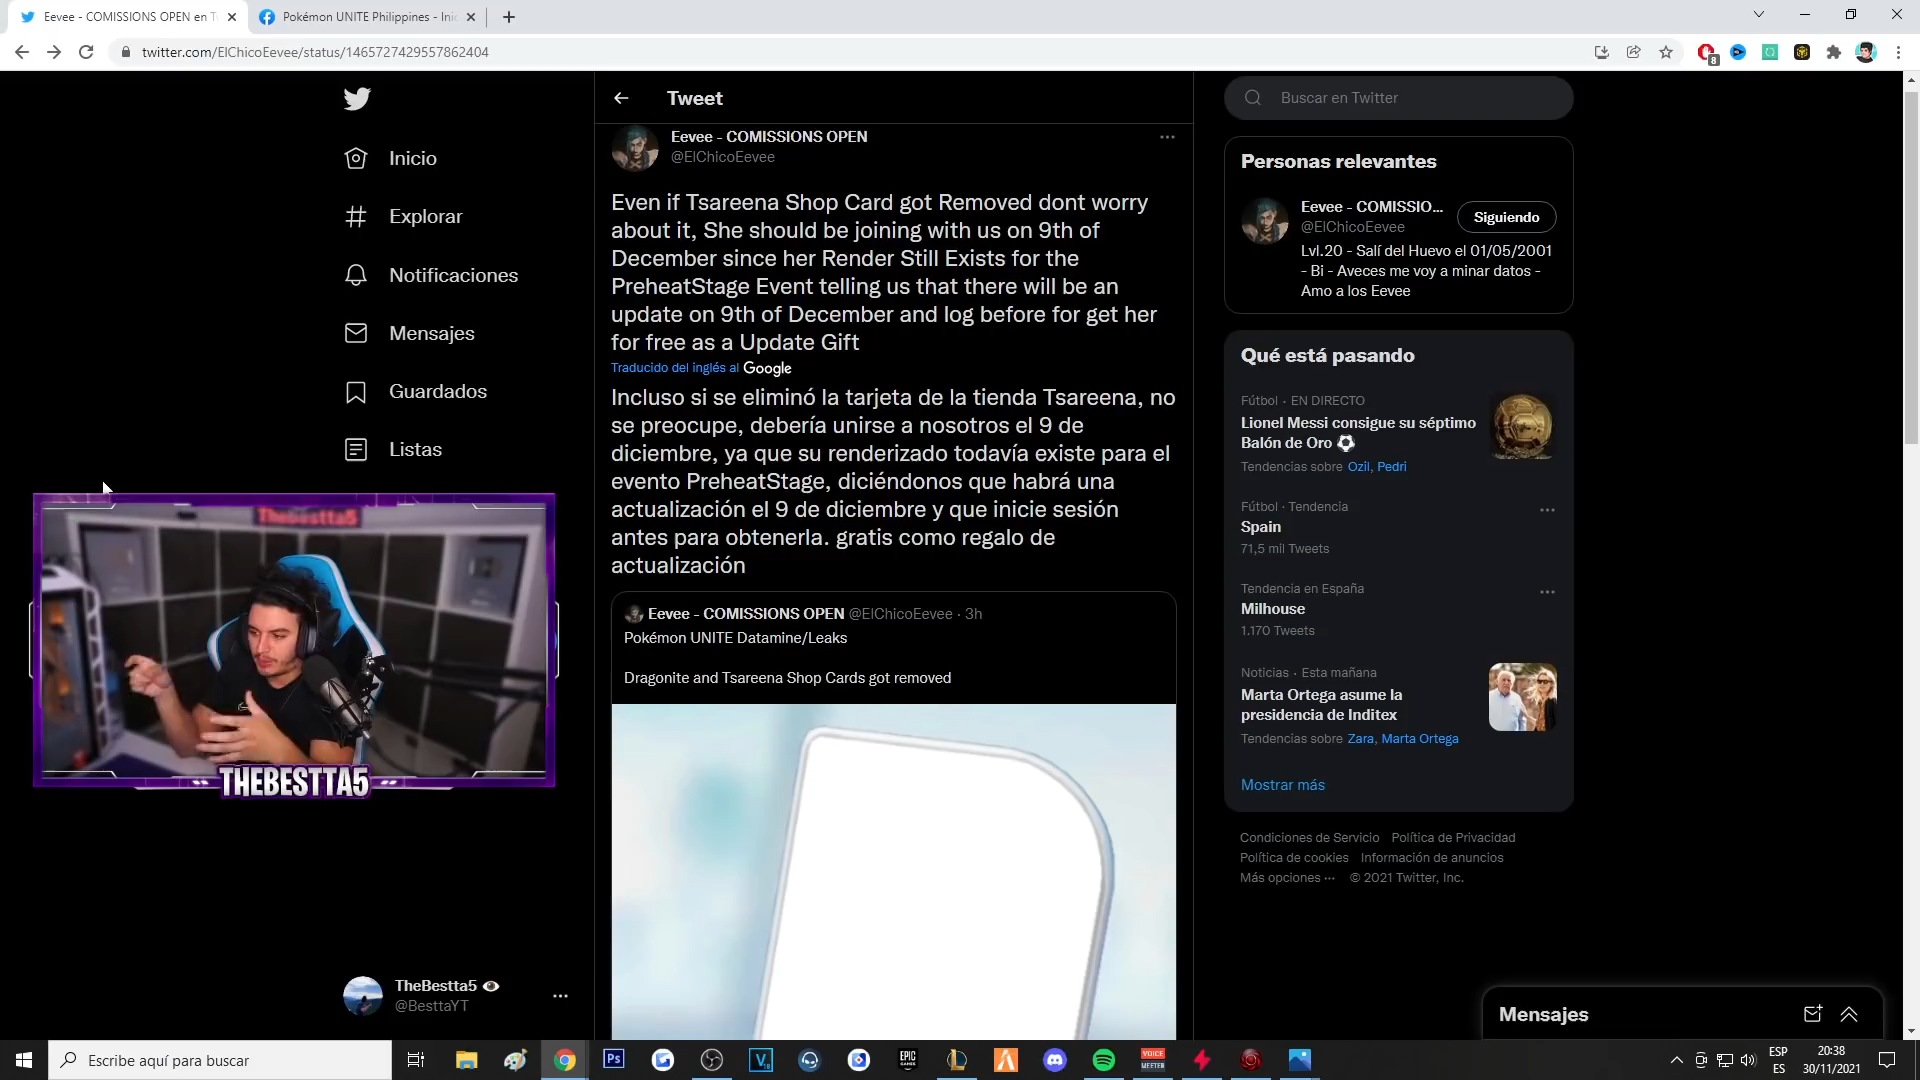 Eevee - COMISSIONS OPEN en T
Pokémon UNITE Philippines - Inic
twitter.com/ElChicoEevee/status/1465727429557862404
8
Tweet
Buscar en Twitter
Inicio
Explorar
Notificaciones
Mensajes
Guardados
Listas
Eevee - COMISSIONS OPEN
@ElChicoEevee
Even if Tsareena Shop Card got Removed dont worry
about it, She should be joining with us on 9th of
December since her Render Still Exists for the
PreheatStage Event telling us that there will be an
update on 9th of December and log before for get her
for free as a Update Gift
Traducido del inglés al Google
Incluso si se eliminó la tarjeta de la tienda Tsareena, no
se preocupe, debería unirse a nosotros el 9 de
diciembre, ya que su renderizado todavía existe para el
evento PreheatStage, diciéndonos que habrá una
actualización el 9 de diciembre y que inicie sesión
antes para obtenerla. gratis como regalo de
actualización
Eevee - COMISSIONS OPEN @ElChicoEevee · 3h
Pokémon UNITE Datamine/Leaks
Dragonite and Tsareena Shop Cards got removed
Personas relevantes
Eevee - COMISSIO...
@ElChicoEevee
Siguiendo
Lvl.20 - Salí del Huevo el 01/05/2001
- Bi - Aveces me voy a minar datos -
Amo a los Eevee
Qué está pasando
Fútbol · EN DIRECTO
Lionel Messi consigue su séptimo
Balón de Oro
Tendencias sobre Ozil, Pedri
Fútbol · Tendencia
Spain
71,5 mil Tweets
Tendencia en España
Milhouse
1.170 Tweets
Noticias · Esta mañana
Marta Ortega asume la
presidencia de Inditex
Tendencias sobre Zara, Marta Ortega
Mostrar más
Condiciones de Servicio Política de Privacidad
Política de cookies Información de anuncios
Más opciones ··· © 2021 Twitter, Inc.
Thebestta5
THEBESTTA5
TheBestta5
@BesttaYT
Mensajes
Escribe aquí para buscar
Ps
EPIC GAMES
VOICE MEETER
ESP
ES
20:38
30/11/2021